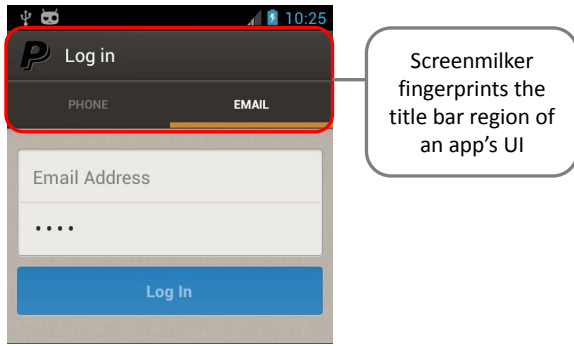 10:25
Log in
PHONE EMAIL
Email Address
••••
Log In
Screenmilker
fingerprints the
title bar region of
an app's UI